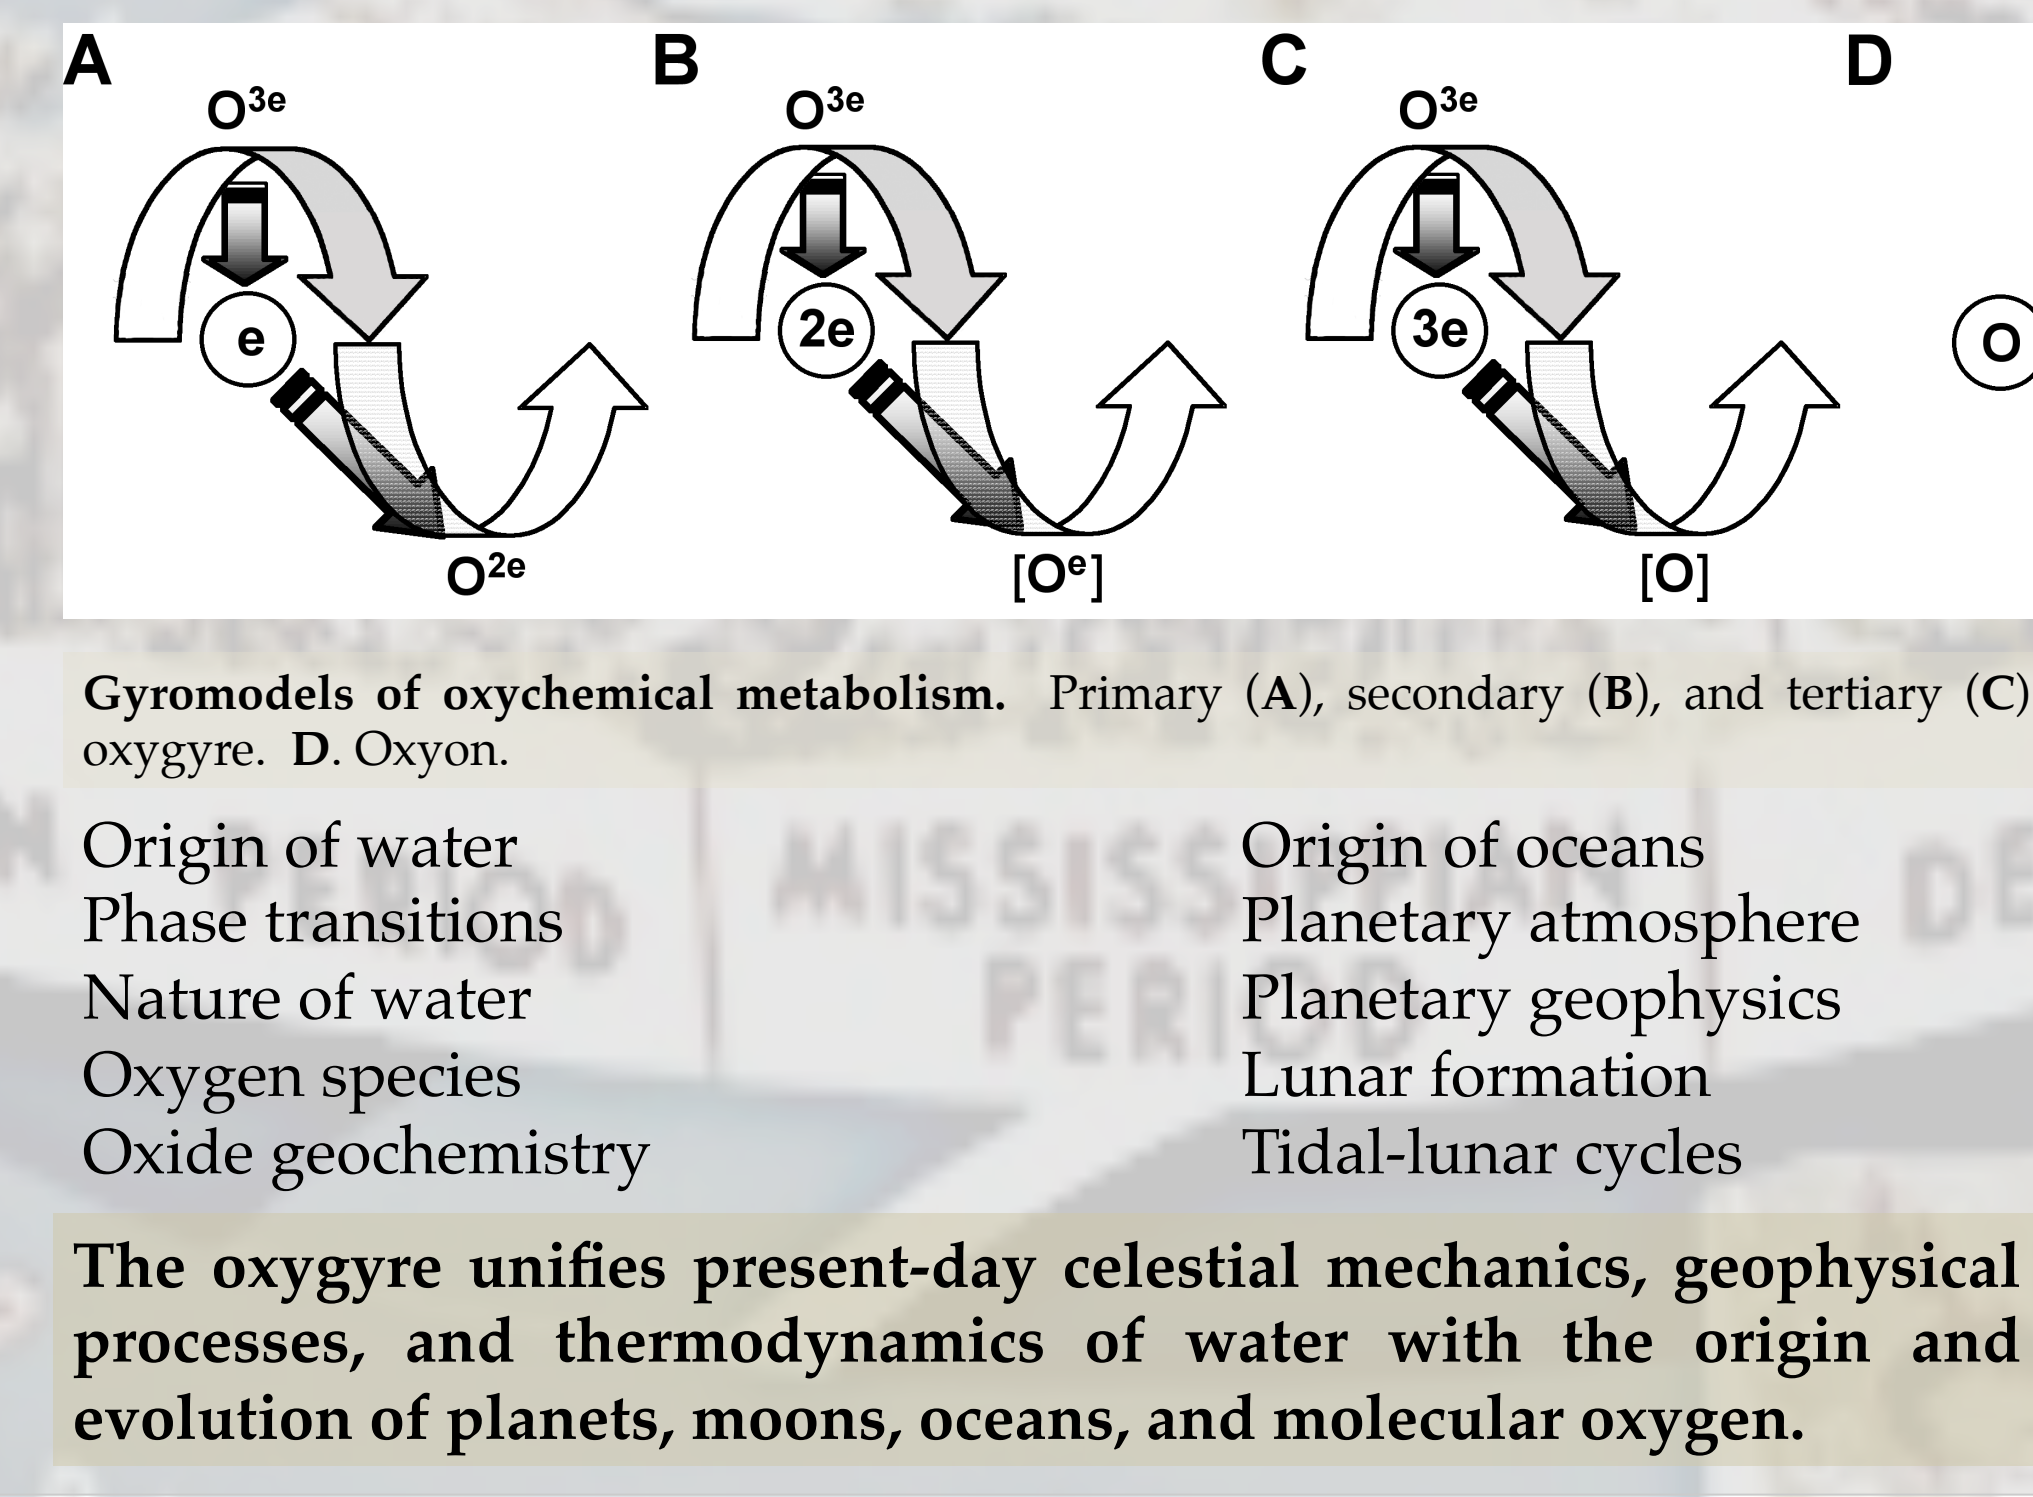 A B C D
O³ᵉ O³ᵉ O³ᵉ
e 2e 3e O
O²ᵉ [Oᵉ] [O]
Gyromodels of oxychemical metabolism. Primary (A), secondary (B), and tertiary (C)
oxygyre. D. Oxyon.
Origin of water
Phase transitions
Nature of water
Oxygen species
Oxide geochemistry
Origin of oceans
Planetary atmosphere
Planetary geophysics
Lunar formation
Tidal-lunar cycles
PERIOD
MISSISSIPPIAN
PERIOD
The oxygyre unifies present-day celestial mechanics, geophysical
processes, and thermodynamics of water with the origin and
evolution of planets, moons, oceans, and molecular oxygen.